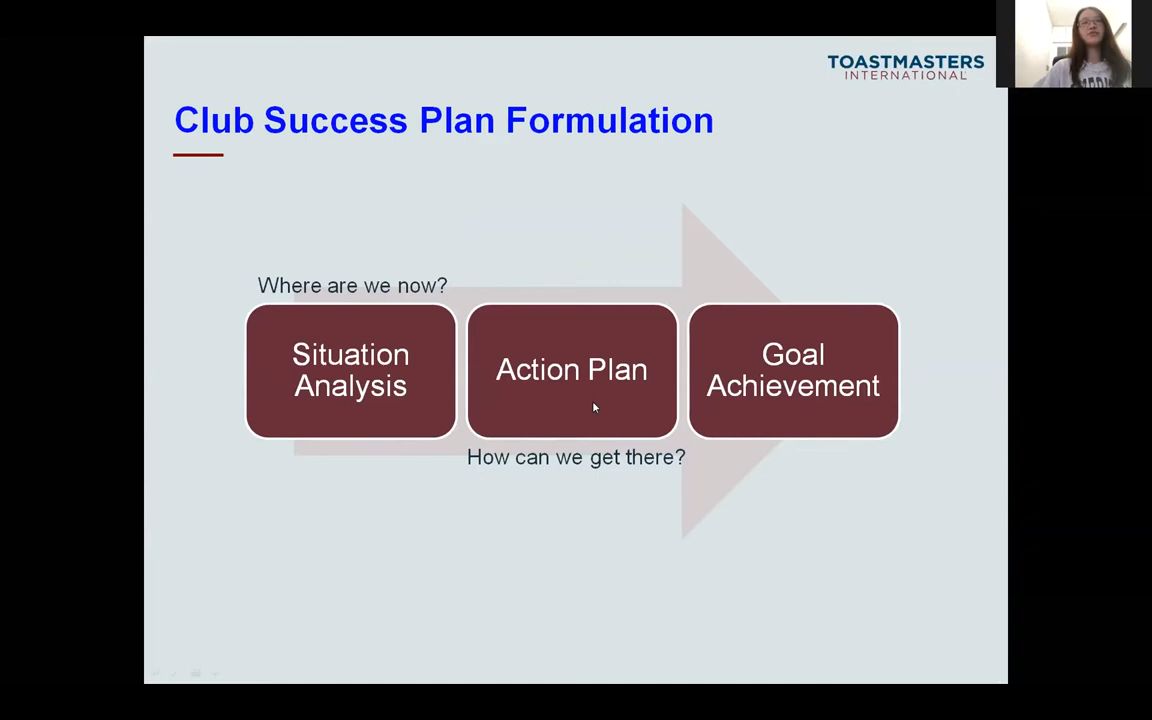 TOASTMASTERS
INTERNATIONAL
Club Success Plan Formulation
Where are we now?
Situation
Analysis
Action Plan
Goal
Achievement
How can we get there?